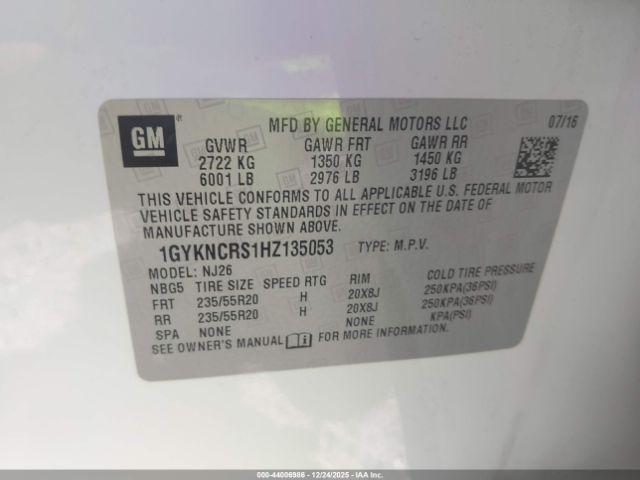 GM
MFD BY GENERAL MOTORS LLC 07/16
GVWR GAWR FRT GAWR RR
2722 KG 1350 KG 1450 KG
6001 LB 2976 LB 3196 LB
THIS VEHICLE CONFORMS TO ALL APPLICABLE U.S. FEDERAL MOTOR
VEHICLE SAFETY STANDARDS IN EFFECT ON THE DATE OF
MANUFACTURE SHOWN ABOVE.
1GYKNCRS1HZ135053 TYPE: M.P.V.
MODEL: NJ26
NBG5 TIRE SIZE SPEED RTG RIM COLD TIRE PRESSURE
FRT 235/55R20 H 20X8J 250KPA(36PSI)
RR 235/55R20 H 20X8J 250KPA(36PSI)
SPA NONE NONE KPA(PSI)
SEE OWNER'S MANUAL FOR MORE INFORMATION.
000-44006986 - 12/24/2025 - IAAI.com